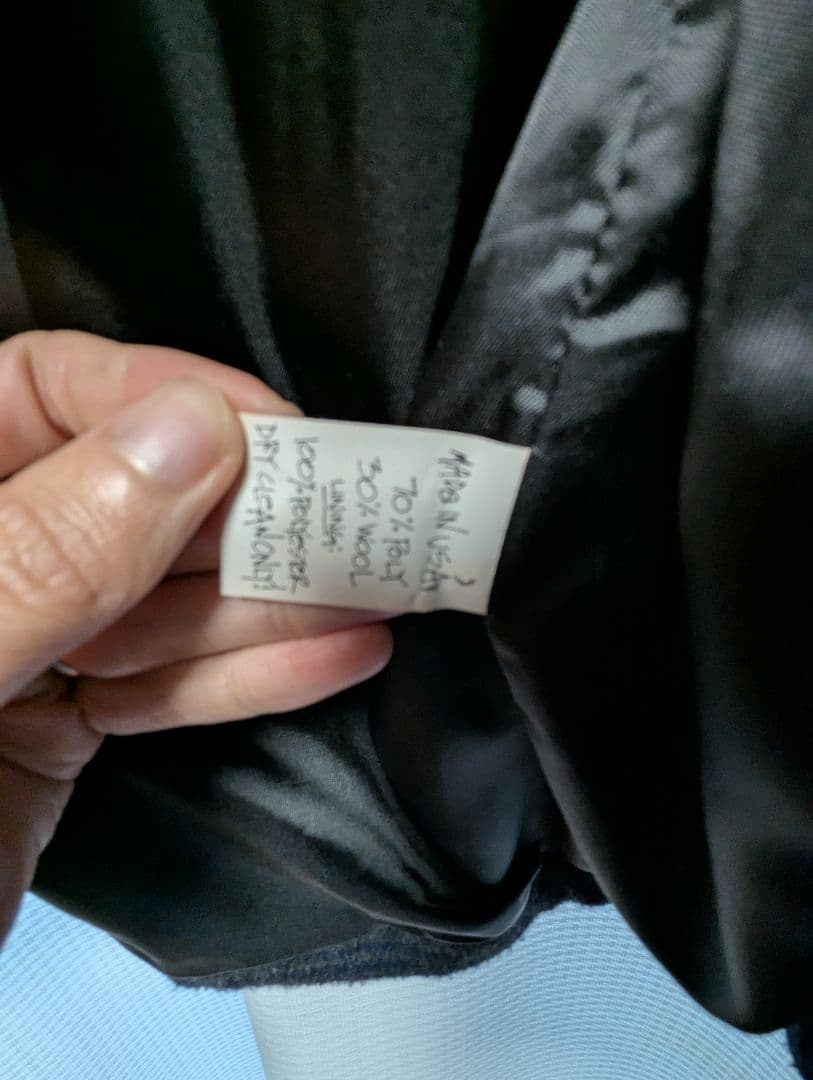 MADE IN USA
70% POLY
30% WOOL
LINING:
100% POLYESTER
DRY CLEAN ONLY!